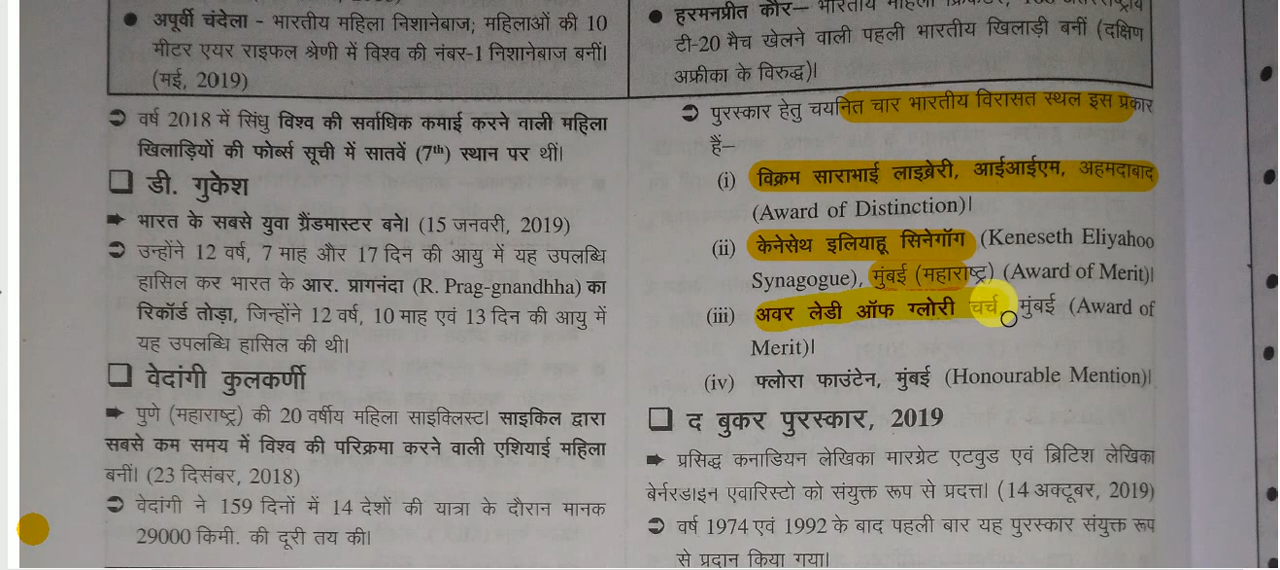 ● अपूर्वी चंदेला - भारतीय महिला निशानेबाज; महिलाओं की 10
मीटर एयर राइफल श्रेणी में विश्व की नंबर-1 निशानेबाज बनीं।
(मई, 2019)
➲ वर्ष 2018 में सिंधु विश्व की सर्वाधिक कमाई करने वाली महिला
खिलाड़ियों की फोर्ब्स सूची में सातवें (7th) स्थान पर थीं।
❑ डी. गुकेश
➡ भारत के सबसे युवा ग्रैंडमास्टर बने। (15 जनवरी, 2019)
➲ उन्होंने 12 वर्ष, 7 माह और 17 दिन की आयु में यह उपलब्धि
हासिल कर भारत के आर. प्रागनंदा (R. Prag-gnandhha) का
रिकॉर्ड तोड़ा, जिन्होंने 12 वर्ष, 10 माह एवं 13 दिन की आयु में
यह उपलब्धि हासिल की थी।
❑ वेदांगी कुलकर्णी
➡ पुणे (महाराष्ट्र) की 20 वर्षीय महिला साइक्लिस्ट। साइकिल द्वारा
सबसे कम समय में विश्व की परिक्रमा करने वाली एशियाई महिला
बनीं। (23 दिसंबर, 2018)
➲ वेदांगी ने 159 दिनों में 14 देशों की यात्रा के दौरान मानक
29000 किमी. की दूरी तय की।
● हरमनप्रीत कौर– भारतीय महिला
टी-20 मैच खेलने वाली पहली भारतीय खिलाड़ी बनीं (दक्षिण
अफ्रीका के विरुद्ध)।
➲ पुरस्कार हेतु चयनित चार भारतीय विरासत स्थल इस प्रकार
हैं–
(i) विक्रम साराभाई लाइब्रेरी, आईआईएम, अहमदाबाद
(Award of Distinction)।
(ii) केनेसेथ इलियाहू सिनेगॉग (Keneseth Eliyahoo
Synagogue), मुंबई (महाराष्ट्र) (Award of Merit)।
(iii) अवर लेडी ऑफ ग्लोरी चर्च, मुंबई (Award of
Merit)।
(iv) फ्लोरा फाउंटेन, मुंबई (Honourable Mention)।
❑ द बुकर पुरस्कार, 2019
➡ प्रसिद्ध कनाडियन लेखिका मारग्रेट एटवुड एवं ब्रिटिश लेखिका
बेर्नरडाइन एवारिस्टो को संयुक्त रूप से प्रदत्त। (14 अक्टूबर, 2019)
➲ वर्ष 1974 एवं 1992 के बाद पहली बार यह पुरस्कार संयुक्त रूप
से प्रदान किया गया।